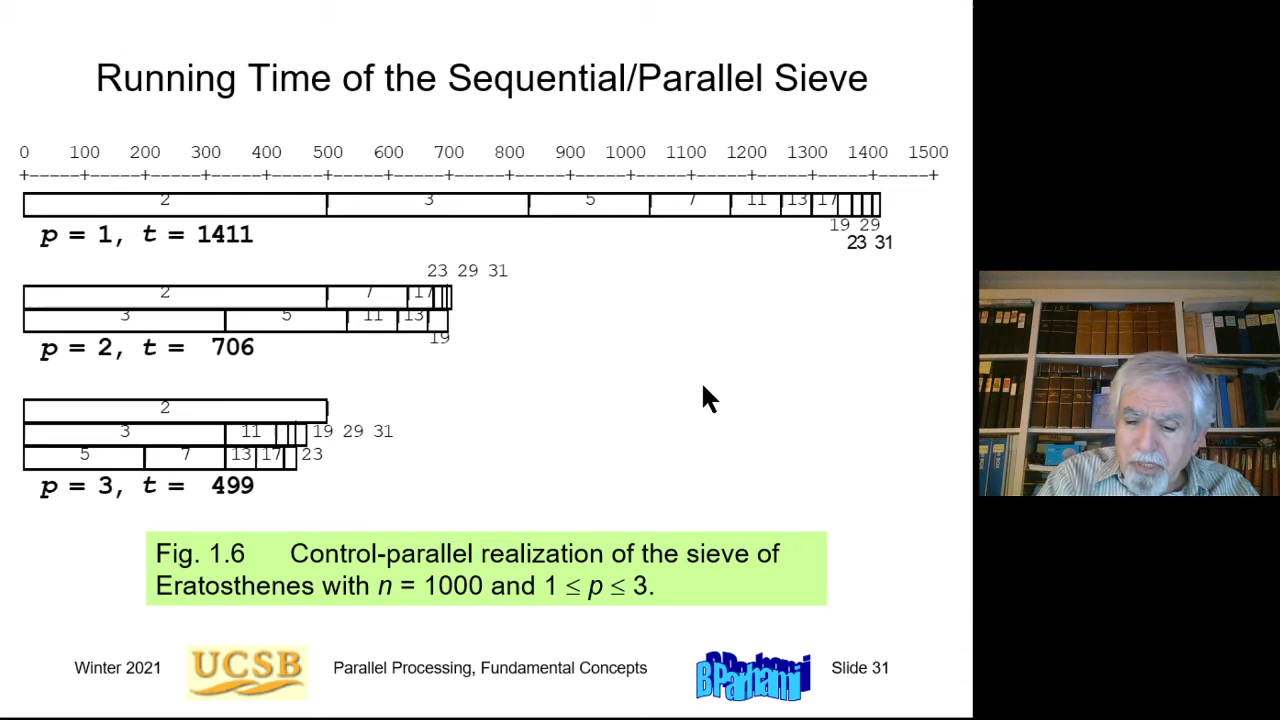 Running Time of the Sequential/Parallel Sieve
0 100 200 300 400 500 600 700 800 900 1000 1100 1200 1300 1400 1500
+-----+-----+-----+-----+-----+-----+-----+-----+-----+-----+-----+-----+-----+-----+-----+
2 3 5 7 11 13 17
19 29
p = 1, t = 1411
23 31
23 29 31
2 7 17
3 5 11 13
19
p = 2, t = 706
2
3 11 19 29 31
5 7 13 17 23
p = 3, t = 499
Fig. 1.6 Control-parallel realization of the sieve of
Eratosthenes with n = 1000 and 1 ≤ p ≤ 3.
Winter 2021 UCSB Parallel Processing, Fundamental Concepts BParhami Slide 31